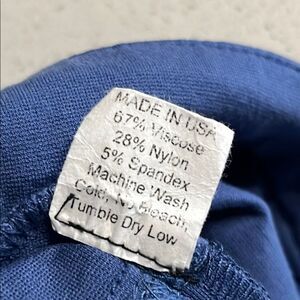 MADE IN USA
67% Viscose
28% Nylon
5% Spandex
Machine Wash
Cold, No Bleach,
Tumble Dry Low